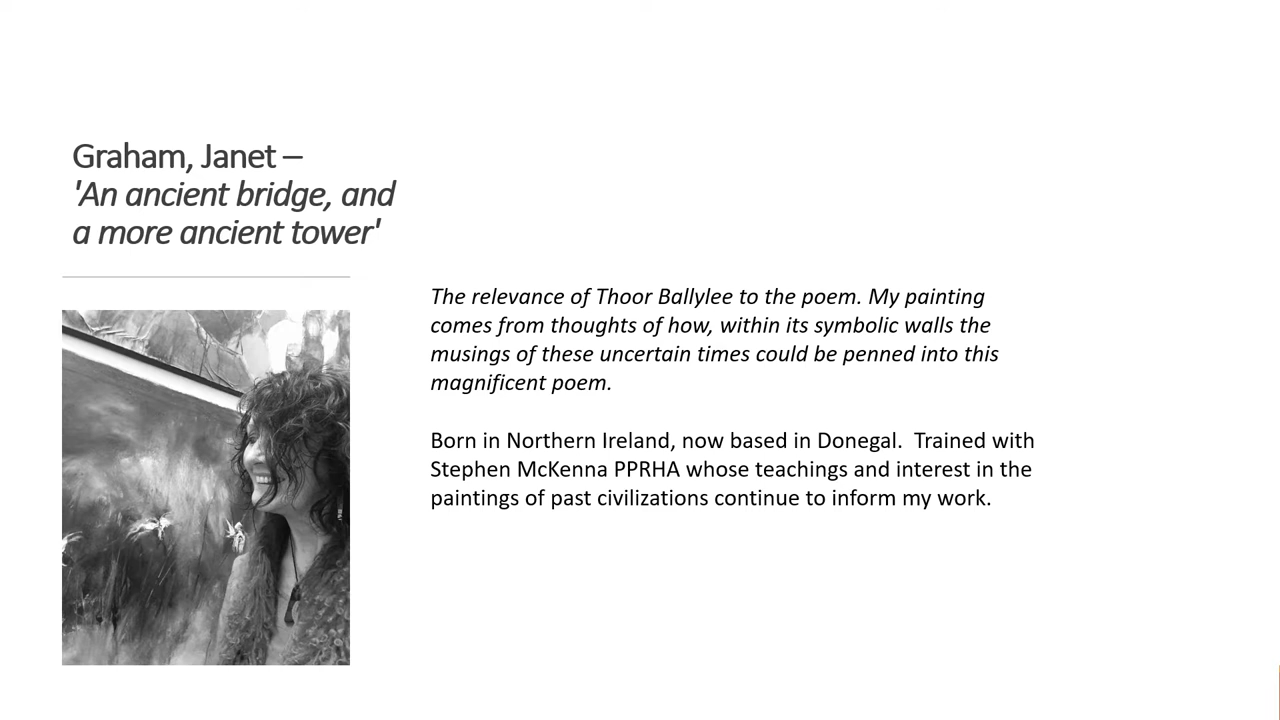 Graham, Janet –
'An ancient bridge, and
a more ancient tower'
The relevance of Thoor Ballylee to the poem. My painting
comes from thoughts of how, within its symbolic walls the
musings of these uncertain times could be penned into this
magnificent poem.
Born in Northern Ireland, now based in Donegal.  Trained with
Stephen McKenna PPRHA whose teachings and interest in the
paintings of past civilizations continue to inform my work.